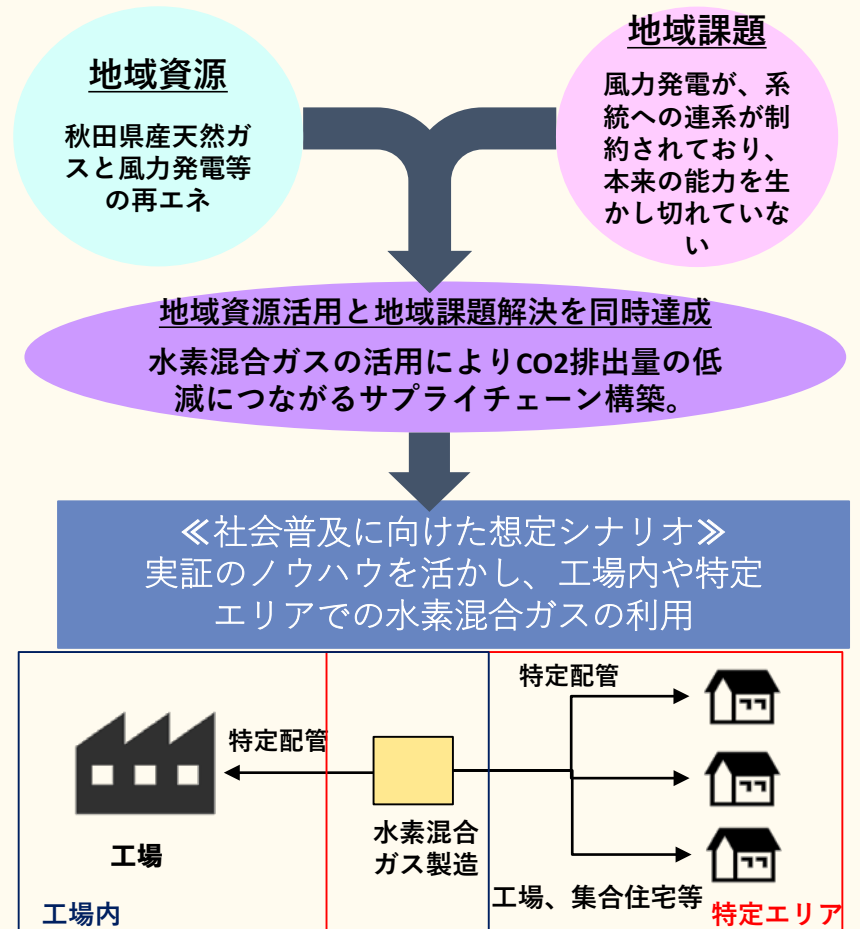 地域資源
秋田県産天然ガ
スと風力発電等
の再エネ
地域課題
風力発電が、系
統への連系が制
約されており、
本来の能力を生
かし切れていな
い
地域資源活用と地域課題解決を同時達成
水素混合ガスの活用によりCO2排出量の低
減につながるサプライチェーン構築。
≪社会普及に向けた想定シナリオ≫
実証のノウハウを活かし、工場内や特定
エリアでの水素混合ガスの利用
特定配管
特定配管
水素混合
ガス製造
工場
工場、集合住宅等
工場内
特定エリア